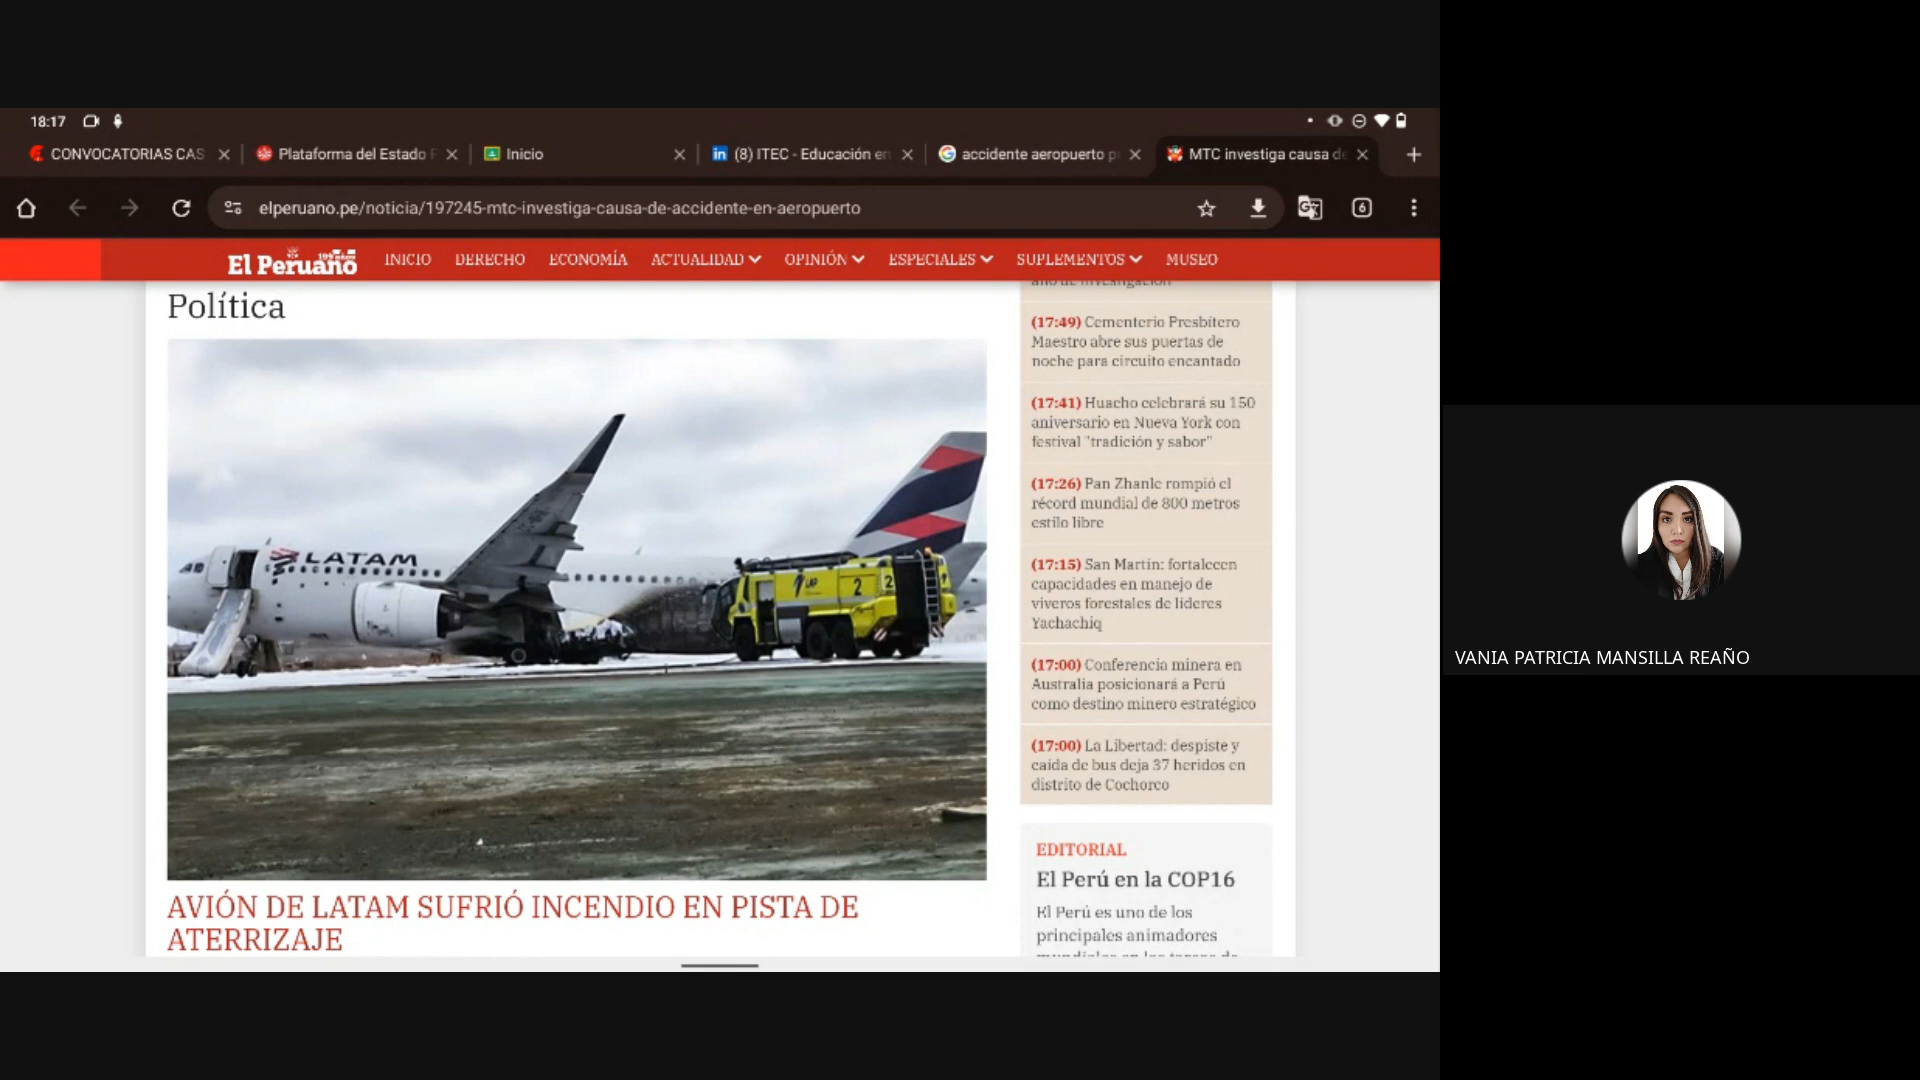 18:17
CONVOCATORIAS CAS
Plataforma del Estado P
Inicio
(8) ITEC - Educación en
accidente aeropuerto p
MTC investiga causa de
elperuano.pe/noticia/197245-mtc-investiga-causa-de-accidente-en-aeropuerto
6
El Peruano
INICIO
DERECHO
ECONOMÍA
ACTUALIDAD
OPINIÓN
ESPECIALES
SUPLEMENTOS
MUSEO
Política
LATAM
LAP
2
2
AVIÓN DE LATAM SUFRIÓ INCENDIO EN PISTA DE
ATERRIZAJE
año de investigación
(17:49) Cementerio Presbítero
Maestro abre sus puertas de
noche para circuito encantado
(17:41) Huacho celebrará su 150
aniversario en Nueva York con
festival "tradición y sabor"
(17:26) Pan Zhanle rompió el
récord mundial de 800 metros
estilo libre
(17:15) San Martín: fortalecen
capacidades en manejo de
viveros forestales de líderes
Yachachiq
(17:00) Conferencia minera en
Australia posicionará a Perú
como destino minero estratégico
(17:00) La Libertad: despiste y
caída de bus deja 37 heridos en
distrito de Cochorco
EDITORIAL
El Perú en la COP16
El Perú es uno de los
principales animadores
VANIA PATRICIA MANSILLA REAÑO